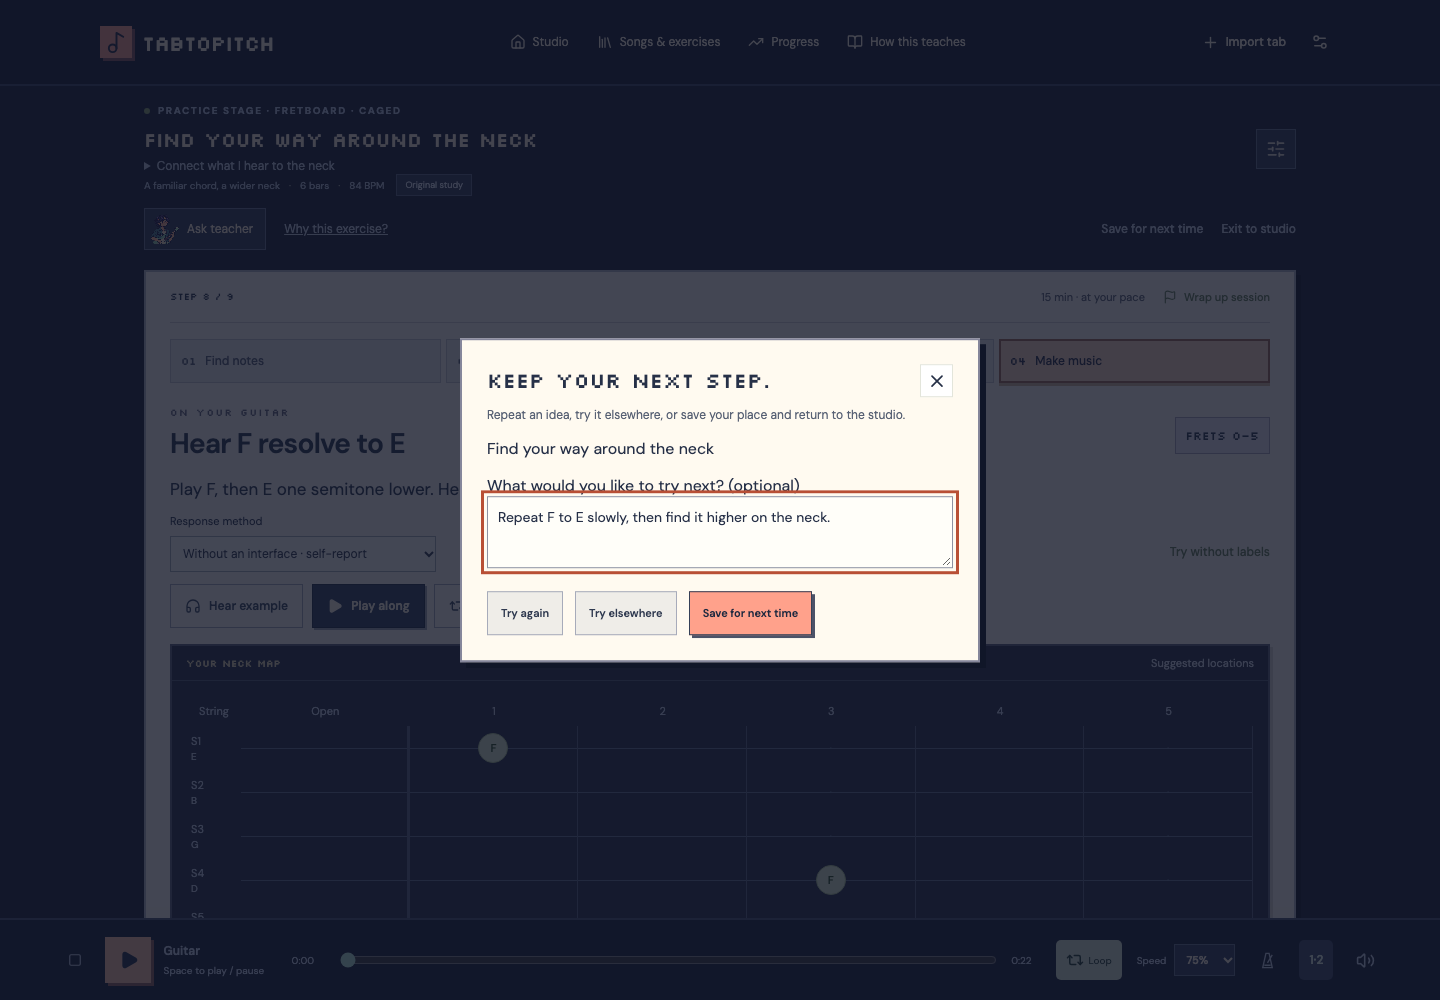 TABTOPITCH
Studio
Songs & exercises
Progress
How this teaches
Import tab
PRACTICE STAGE · FRETBOARD · CAGED
FIND YOUR WAY AROUND THE NECK
Connect what I hear to the neck
A familiar chord, a wider neck · 6 bars · 84 BPM Original study
Ask teacher
Why this exercise?
Save for next time
Exit to studio
STEP 8 / 9
15 min · at your pace
Wrap up session
01 Find notes
04 Make music
ON YOUR GUITAR
Hear F resolve to E
FRETS 0–5
Play F, then E one semitone lower. He
Response method
Without an interface · self-report
Try without labels
Hear example
Play along
KEEP YOUR NEXT STEP.
Repeat an idea, try it elsewhere, or save your place and return to the studio.
Find your way around the neck
What would you like to try next? (optional)
Repeat F to E slowly, then find it higher on the neck.
Try again
Try elsewhere
Save for next time
YOUR NECK MAP
Suggested locations
String Open 1 2 3 4 5
S1
E
F
S2
B
S3
G
S4
D
F
S5
Guitar
Space to play / pause
0:00
0:22
Loop
Speed
75%
1·2